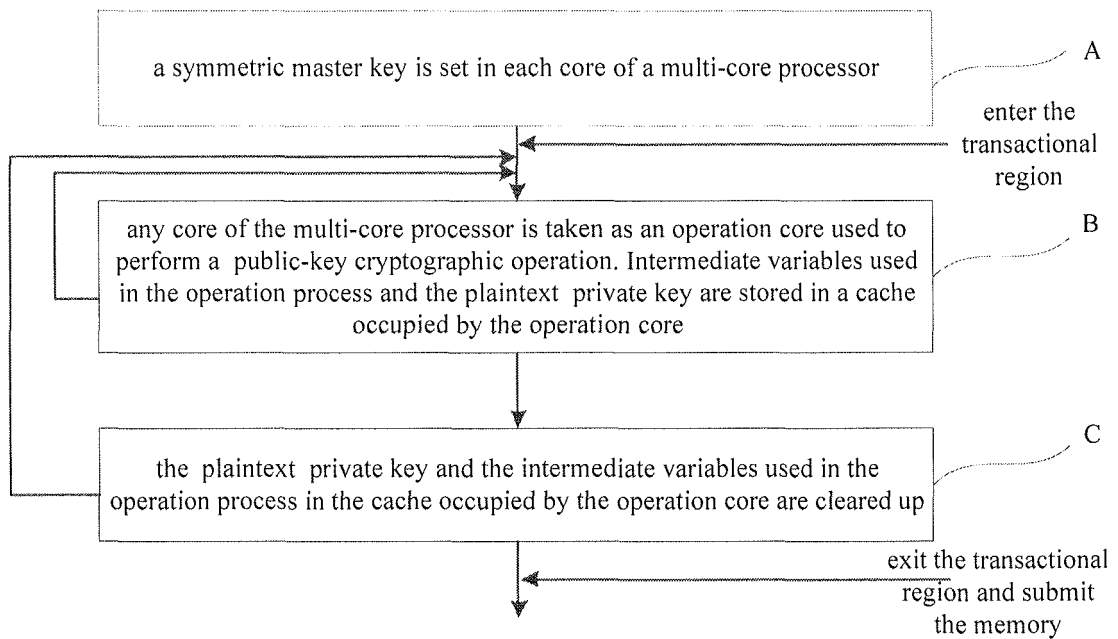 a symmetric master key is set in each core of a multi-core processor
A
enter the
transactional
region
any core of the multi-core processor is taken as an operation core used to
perform a public-key cryptographic operation. Intermediate variables used
in the operation process and the plaintext private key are stored in a cache
occupied by the operation core
B
the plaintext private key and the intermediate variables used in the
operation process in the cache occupied by the operation core are cleared up
C
exit the transactional
region and submit
the memory